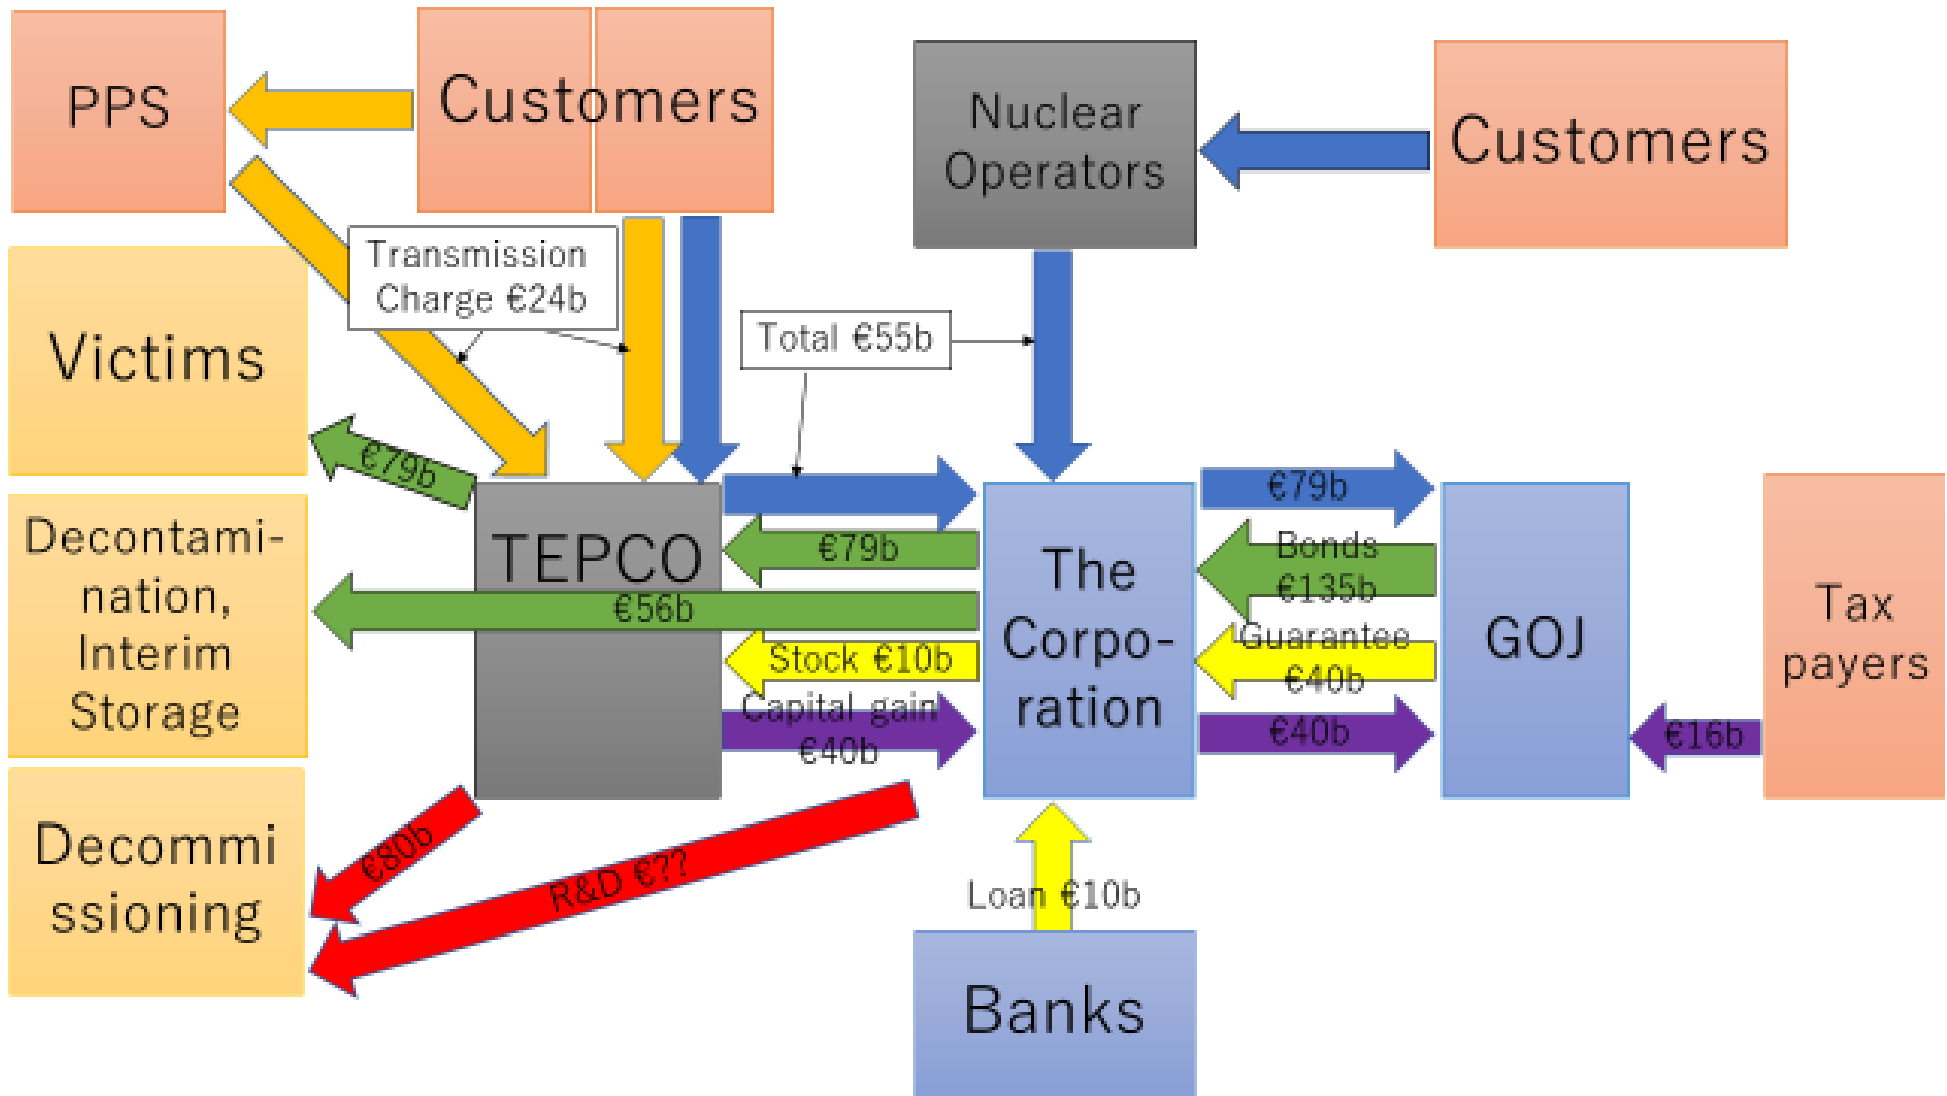 PPS
Customers
Nuclear
Operators
Customers
Transmission
Charge €24b
Total €55b
Victims
€79b
Decontami-
nation,
Interim
Storage
TEPCO
€79b
€56b
Stock €10b
Capital gain
€40b
The
Corpo-
ration
€79b
Bonds
€135b
Guarantee
€40b
€40b
GOJ
€16b
Tax
payers
Decommi
ssioning
€80b
R&D €??
Loan €10b
Banks